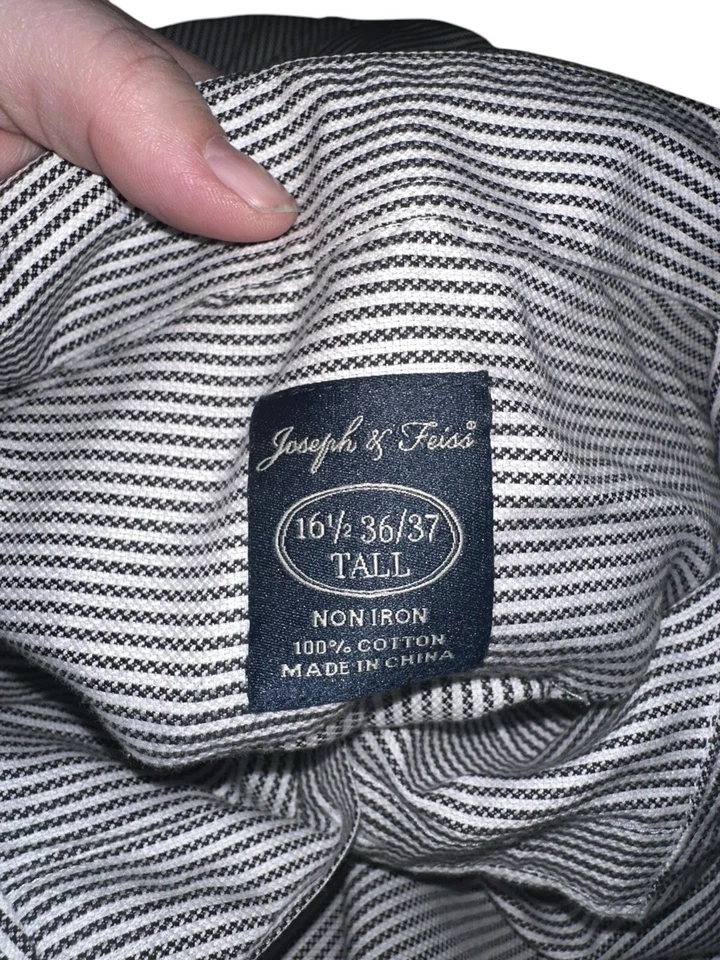 Joseph & Feiss®
16½ 36/37
TALL
NON IRON
100% COTTON
MADE IN CHINA